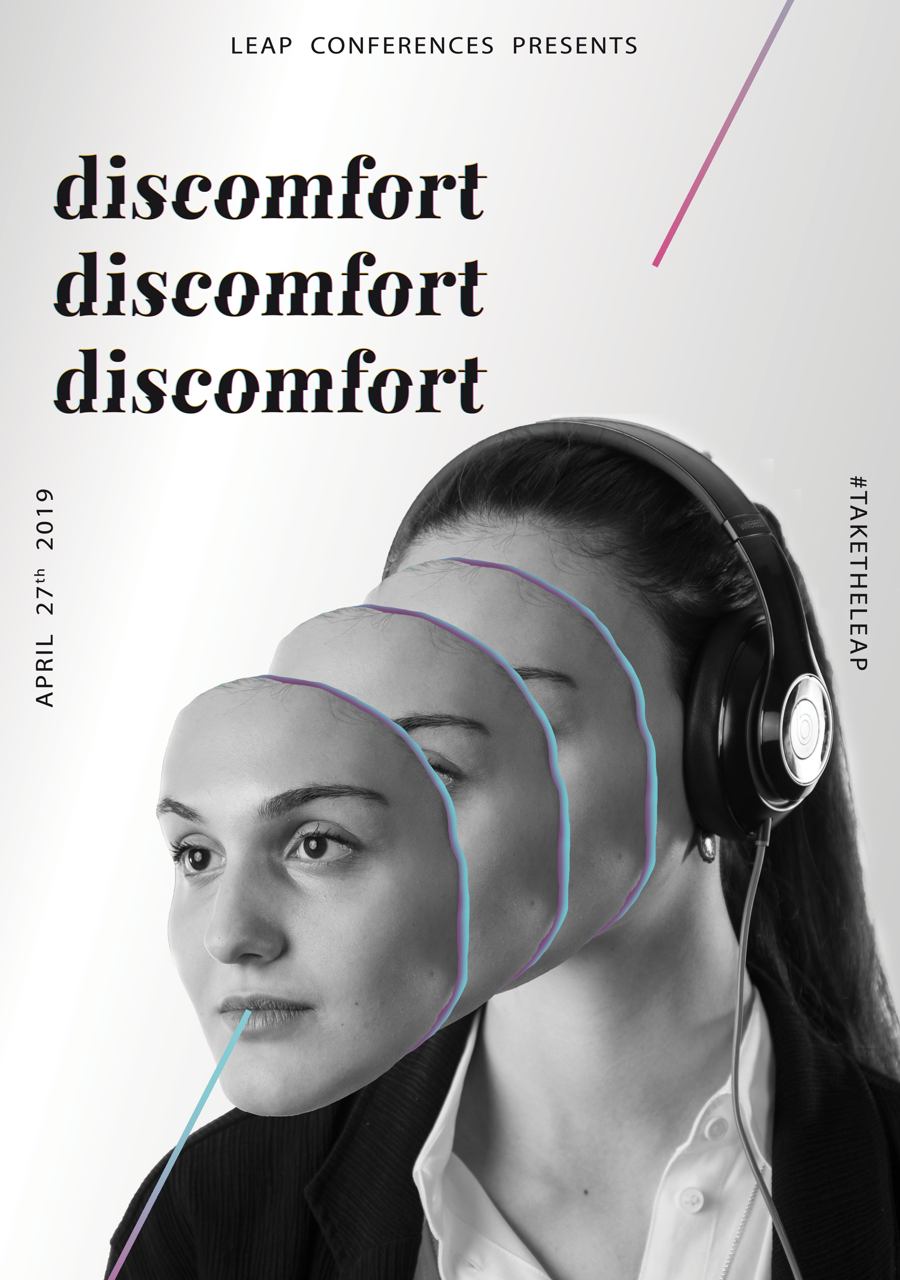 LEAP CONFERENCES PRESENTS
discomfort
discomfort
discomfort
APRIL 27th 2019
#TAKETHELEAP